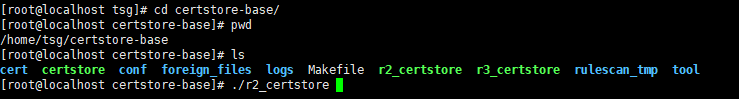 [root@localhost tsg]# cd certstore-base/
[root@localhost certstore-base]# pwd
/home/tsg/certstore-base
[root@localhost certstore-base]# ls
cert certstore conf foreign_files logs Makefile r2_certstore r3_certstore rulescan_tmp tool
[root@localhost certstore-base]# ./r2_certstore